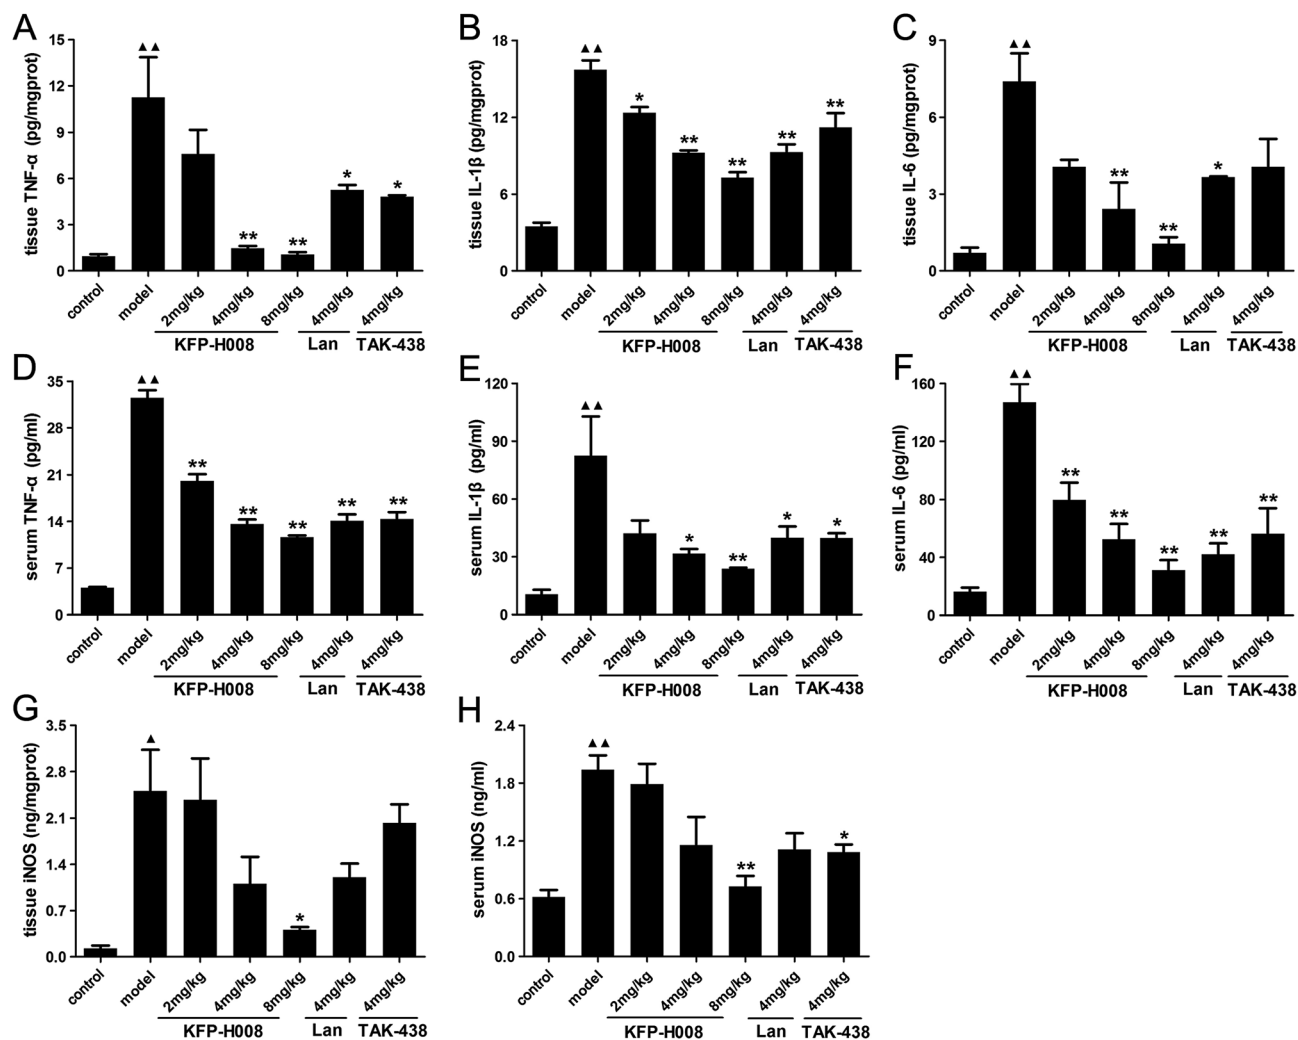 A
tissue TNF-α (pg/mgprot)
15
12
9
6
3
0
▲▲
**
**
*
*
control
model
2mg/kg
4mg/kg
8mg/kg
4mg/kg
4mg/kg
KFP-H008
Lan
TAK-438
B
tissue IL-1β (pg/mgprot)
18
12
6
0
▲▲
*
**
**
**
**
control
model
2mg/kg
4mg/kg
8mg/kg
4mg/kg
4mg/kg
KFP-H008
Lan
TAK-438
C
tissue IL-6 (pg/mgprot)
9
6
3
0
▲▲
**
**
*
control
model
2mg/kg
4mg/kg
8mg/kg
4mg/kg
4mg/kg
KFP-H008
Lan
TAK-438
D
serum TNF-α (pg/ml)
35
28
21
14
7
0
▲▲
**
**
**
**
**
control
model
2mg/kg
4mg/kg
8mg/kg
4mg/kg
4mg/kg
KFP-H008
Lan
TAK-438
E
serum IL-1β (pg/ml)
120
90
60
30
0
▲▲
*
**
*
*
control
model
2mg/kg
4mg/kg
8mg/kg
4mg/kg
4mg/kg
KFP-H008
Lan
TAK-438
F
serum IL-6 (pg/ml)
160
120
80
40
0
▲▲
**
**
**
**
**
control
model
2mg/kg
4mg/kg
8mg/kg
4mg/kg
4mg/kg
KFP-H008
Lan
TAK-438
G
tissue iNOS (ng/mgprot)
3.5
2.8
2.1
1.4
0.7
0.0
▲
*
control
model
2mg/kg
4mg/kg
8mg/kg
4mg/kg
4mg/kg
KFP-H008
Lan
TAK-438
H
serum iNOS (ng/ml)
2.4
1.8
1.2
0.6
0.0
▲▲
**
*
control
model
2mg/kg
4mg/kg
8mg/kg
4mg/kg
4mg/kg
KFP-H008
Lan
TAK-438